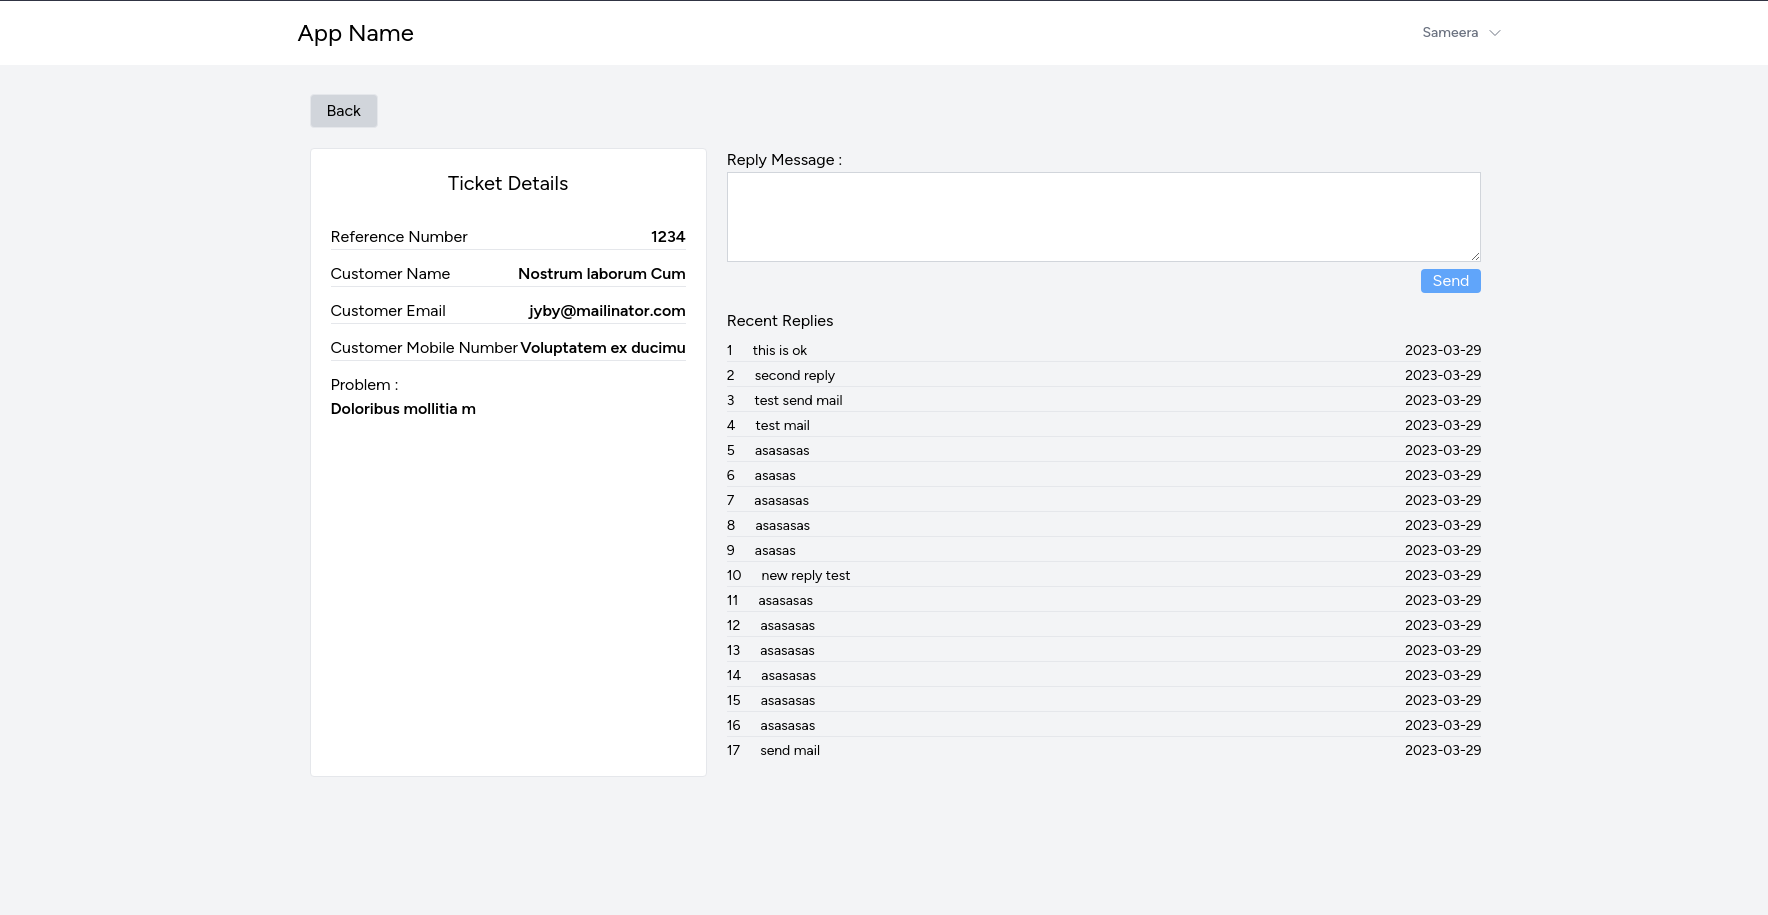 App Name
Sameera
Back
Ticket Details
Reference Number 1234
Customer Name Nostrum laborum Cum
Customer Email jyby@mailinator.com
Customer Mobile Number Voluptatem ex ducimu
Problem :
Doloribus mollitia m
Reply Message :
Send
Recent Replies
1 this is ok 2023-03-29
2 second reply 2023-03-29
3 test send mail 2023-03-29
4 test mail 2023-03-29
5 asasasas 2023-03-29
6 asasas 2023-03-29
7 asasasas 2023-03-29
8 asasasas 2023-03-29
9 asasas 2023-03-29
10 new reply test 2023-03-29
11 asasasas 2023-03-29
12 asasasas 2023-03-29
13 asasasas 2023-03-29
14 asasasas 2023-03-29
15 asasasas 2023-03-29
16 asasasas 2023-03-29
17 send mail 2023-03-29